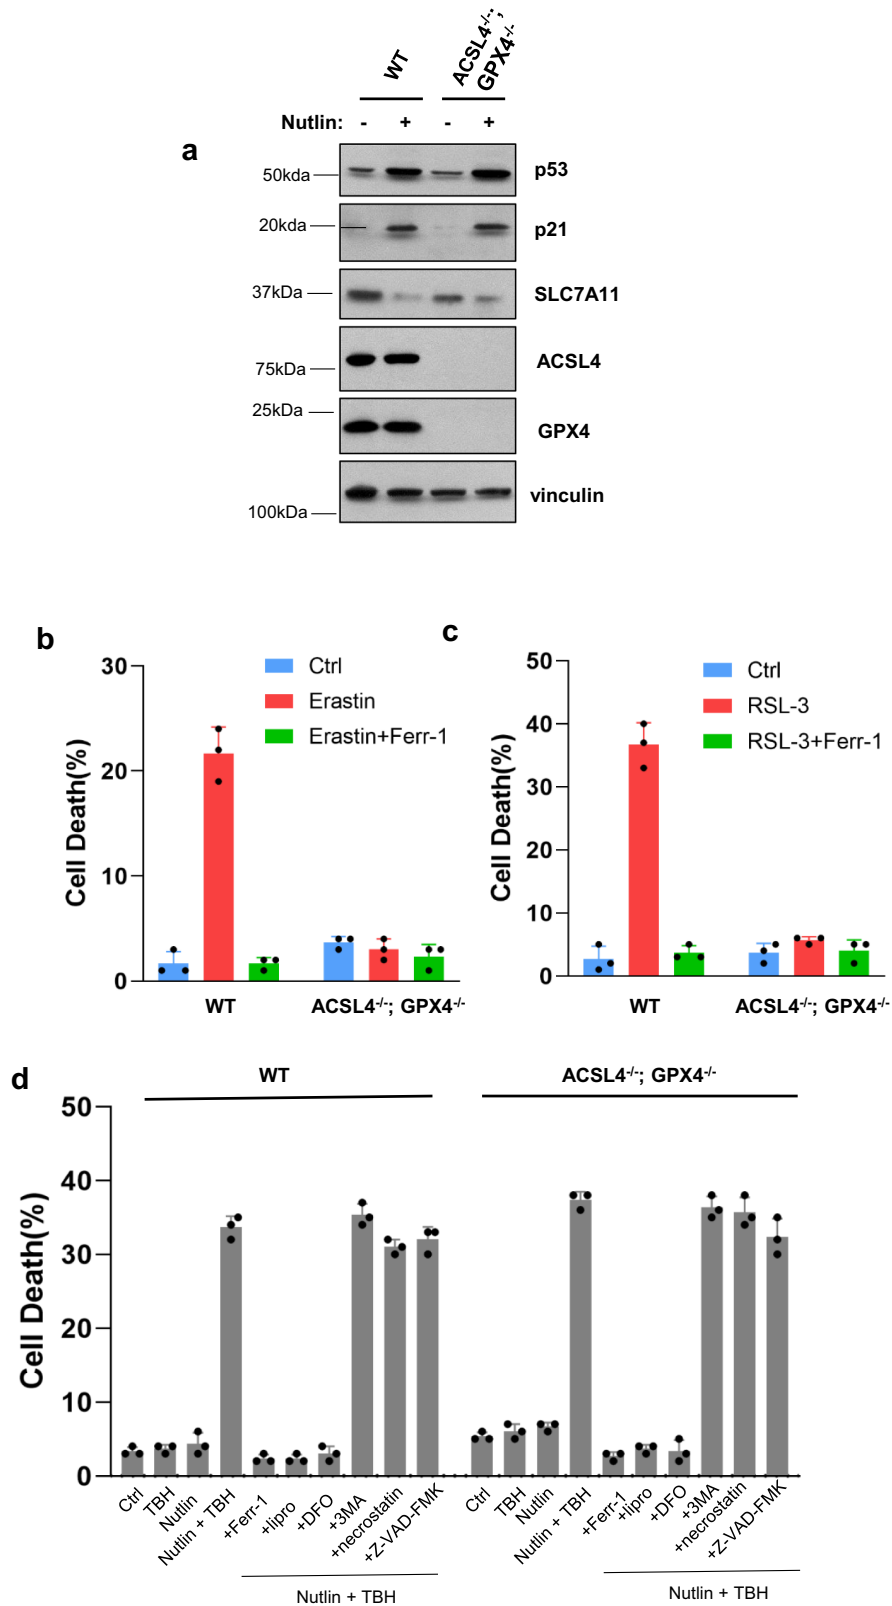 WT
ACSL4-/-;
GPX4-/-
Nutlin: - + - +
a
50kda
p53
20kda
p21
37kDa
SLC7A11
75kDa
ACSL4
25kDa
GPX4
100kDa
vinculin
b
Cell Death(%)
30
20
10
0
Ctrl
Erastin
Erastin+Ferr-1
WT
ACSL4-/-; GPX4-/-
c
Cell Death(%)
50
40
30
20
10
0
Ctrl
RSL-3
RSL-3+Ferr-1
WT
ACSL4-/-; GPX4-/-
d
WT
ACSL4-/-; GPX4-/-
Cell Death(%)
50
40
30
20
10
0
Ctrl
TBH
Nutlin
Nutlin + TBH
+Ferr-1
+lipro
+DFO
+3MA
+necrostatin
+Z-VAD-FMK
Nutlin + TBH
Ctrl
TBH
Nutlin
Nutlin + TBH
+Ferr-1
+lipro
+DFO
+3MA
+necrostatin
+Z-VAD-FMK
Nutlin + TBH